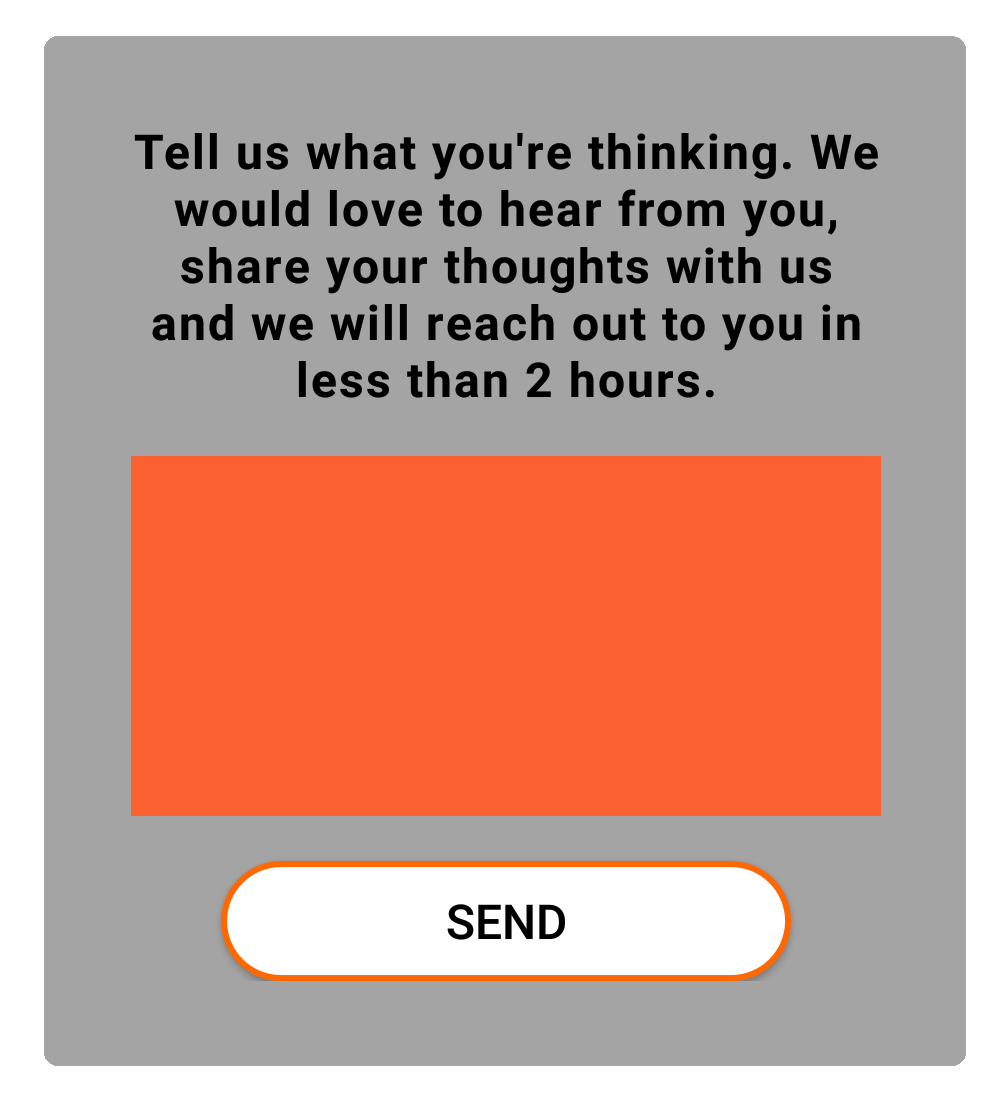 Tell us what you're thinking. We
would love to hear from you,
share your thoughts with us
and we will reach out to you in
less than 2 hours.
SEND